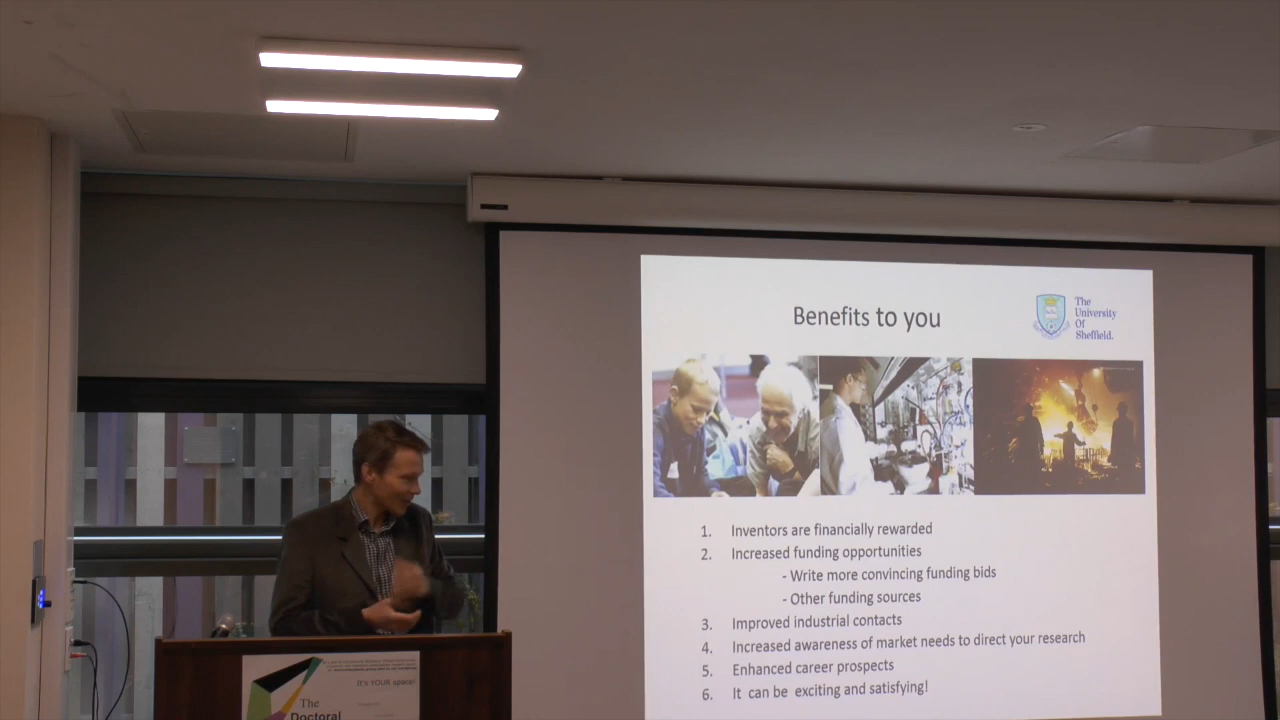 Benefits to you
The
University
Of
Sheffield.
1. Inventors are financially rewarded
2. Increased funding opportunities
- Write more convincing funding bids
- Other funding sources
3. Improved industrial contacts
4. Increased awareness of market needs to direct your research
5. Enhanced career prospects
6. It can be exciting and satisfying!
It's YOUR space!
The
Doctoral